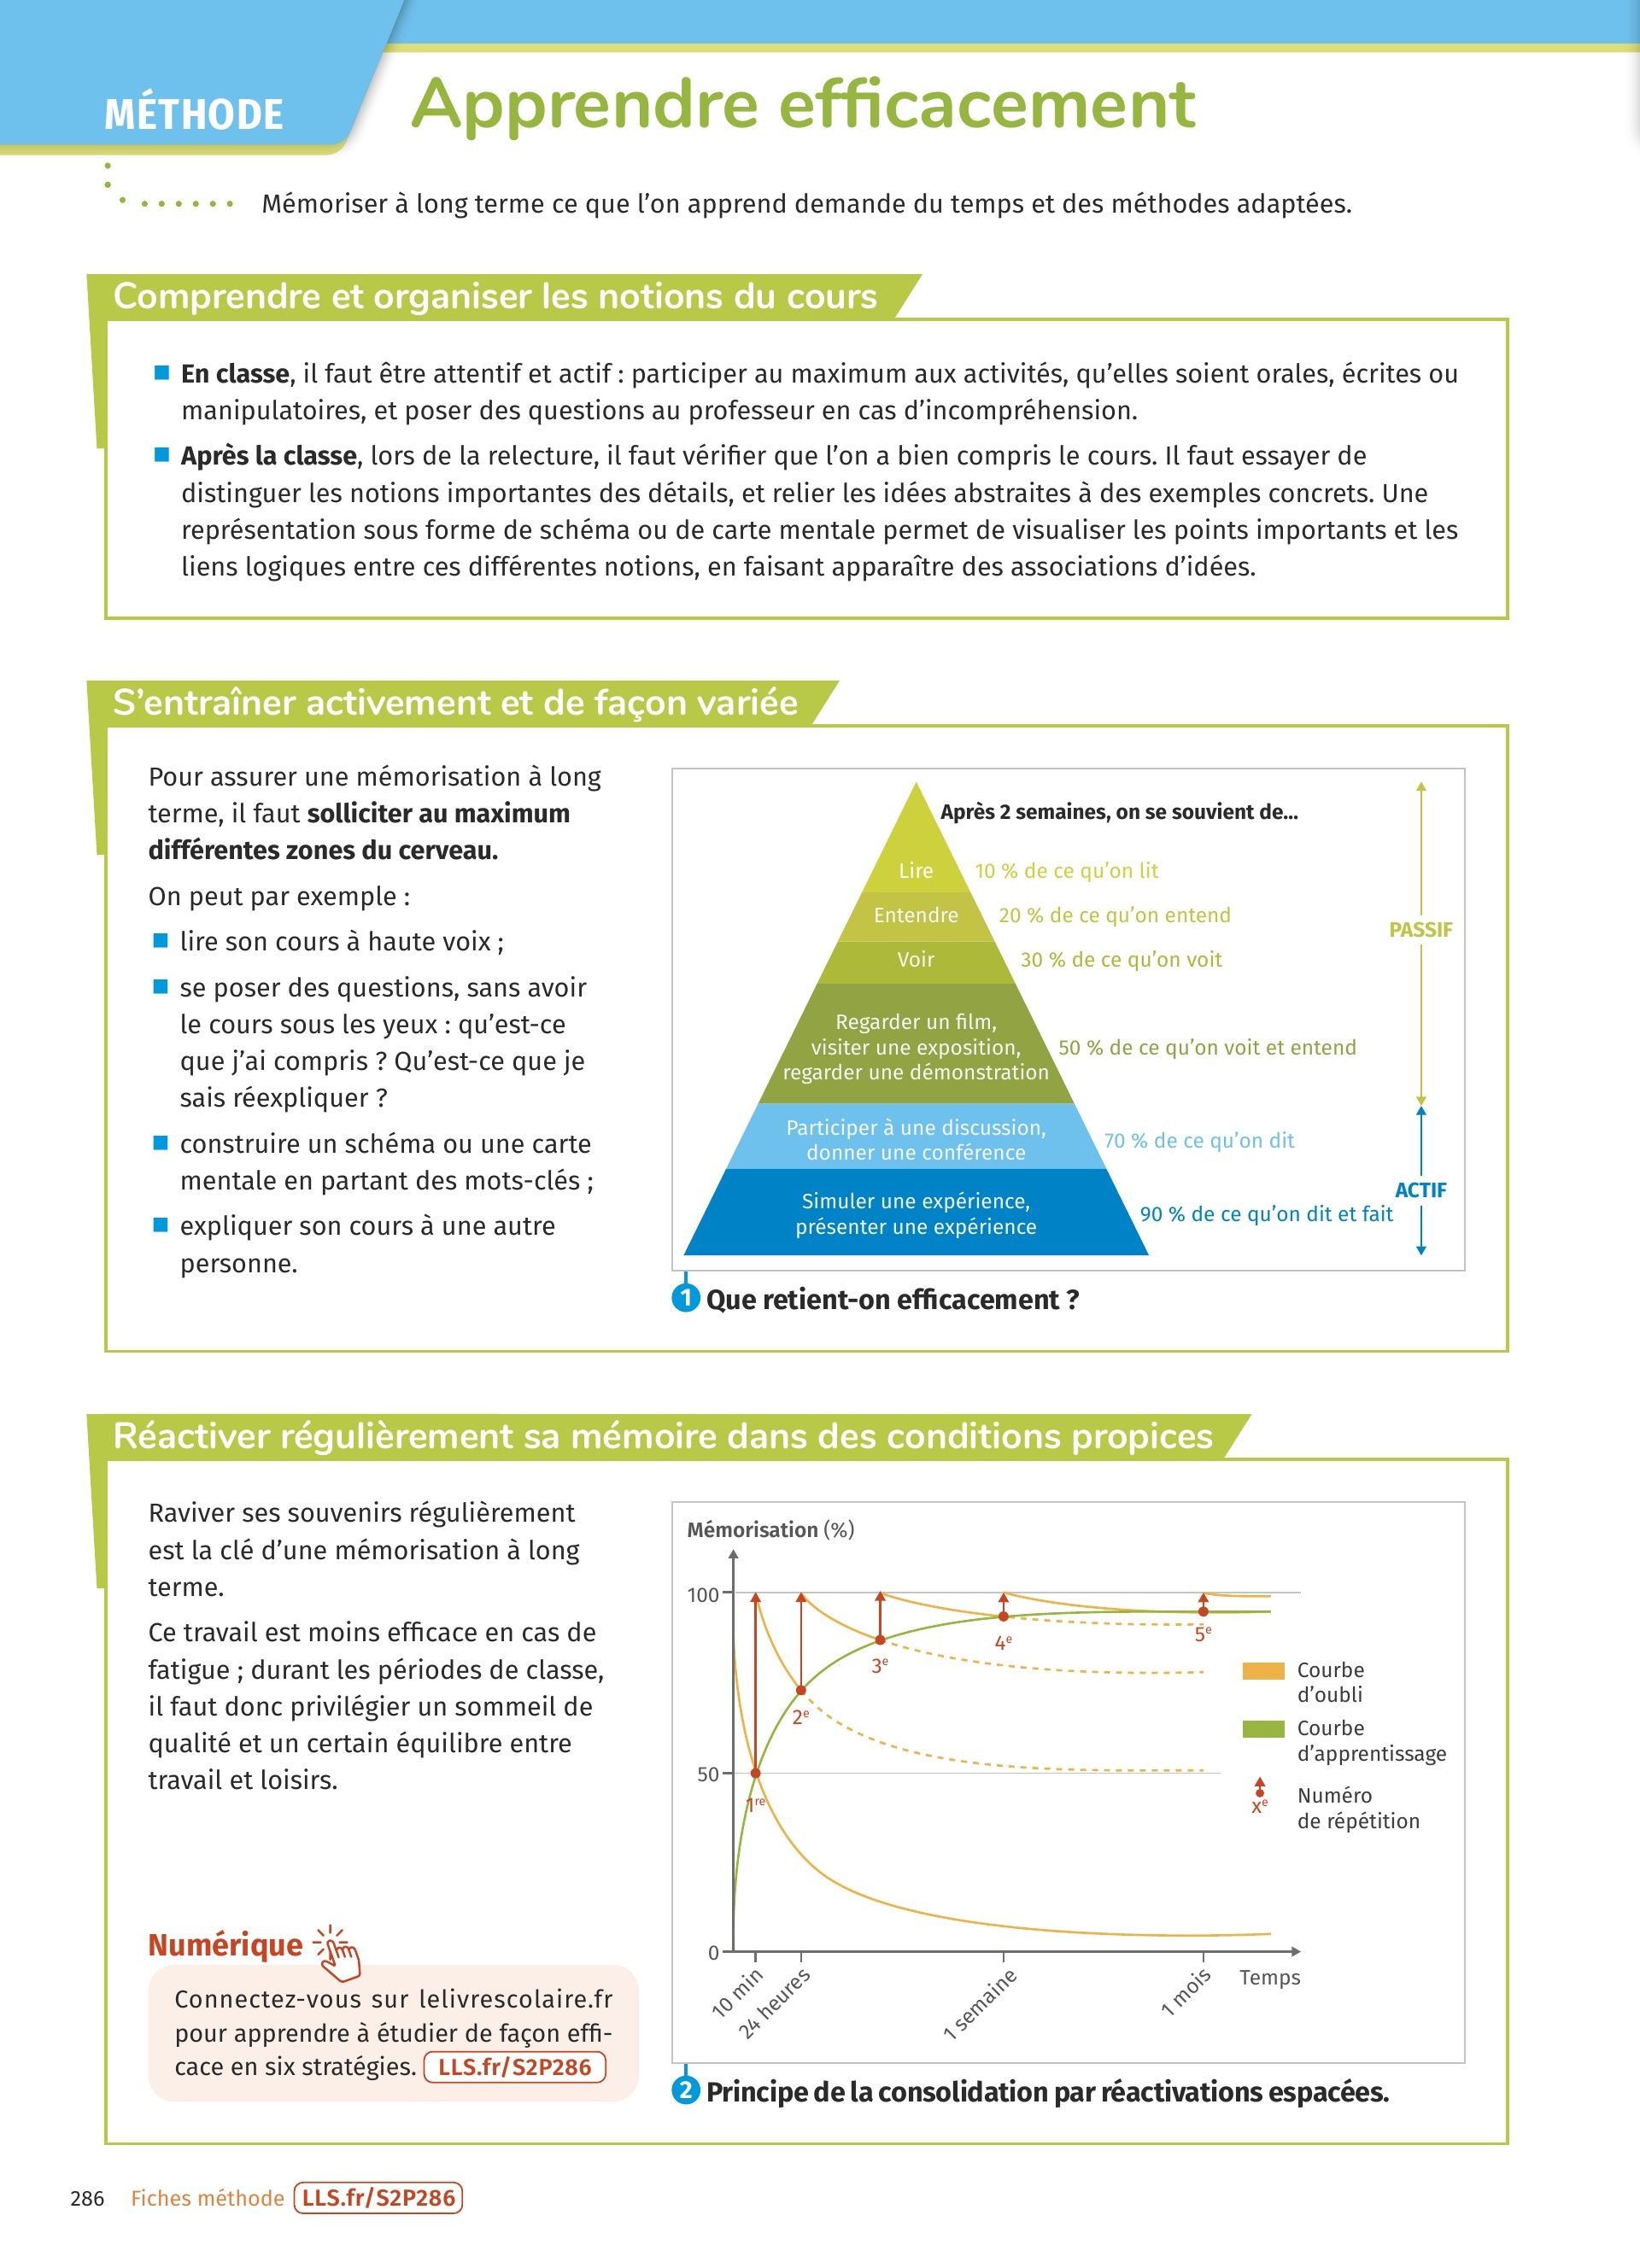 MÉTHODE
Apprendre efficacement
Mémoriser à long terme ce que l’on apprend demande du temps et des méthodes adaptées.
Comprendre et organiser les notions du cours
En classe, il faut être attentif et actif : participer au maximum aux activités, qu’elles soient orales, écrites ou
manipulatoires, et poser des questions au professeur en cas d’incompréhension.
Après la classe, lors de la relecture, il faut vérifier que l’on a bien compris le cours. Il faut essayer de
distinguer les notions importantes des détails, et relier les idées abstraites à des exemples concrets. Une
représentation sous forme de schéma ou de carte mentale permet de visualiser les points importants et les
liens logiques entre ces différentes notions, en faisant apparaître des associations d’idées.
S’entraîner activement et de façon variée
Pour assurer une mémorisation à long
terme, il faut solliciter au maximum
différentes zones du cerveau.
On peut par exemple :
lire son cours à haute voix ;
se poser des questions, sans avoir
le cours sous les yeux : qu’est-ce
que j’ai compris ? Qu’est-ce que je
sais réexpliquer ?
construire un schéma ou une carte
mentale en partant des mots-clés ;
expliquer son cours à une autre
personne.
Après 2 semaines, on se souvient de...
Lire 10 % de ce qu’on lit
Entendre 20 % de ce qu’on entend
PASSIF
Voir 30 % de ce qu’on voit
Regarder un film,
visiter une exposition, 50 % de ce qu’on voit et entend
regarder une démonstration
Participer à une discussion, 70 % de ce qu’on dit
donner une conférence
ACTIF
Simuler une expérience, 90 % de ce qu’on dit et fait
présenter une expérience
1 Que retient-on efficacement ?
Réactiver régulièrement sa mémoire dans des conditions propices
Raviver ses souvenirs régulièrement
est la clé d’une mémorisation à long
terme.
Ce travail est moins efficace en cas de
fatigue ; durant les périodes de classe,
il faut donc privilégier un sommeil de
qualité et un certain équilibre entre
travail et loisirs.
Numérique
Connectez-vous sur lelivrescolaire.fr
pour apprendre à étudier de façon effi-
cace en six stratégies. LLS.fr/S2P286
Mémorisation (%)
100
50
0
1re
2e
3e
4e
5e
Courbe
d’oubli
Courbe
d’apprentissage
xe
Numéro
de répétition
10 min
24 heures
1 semaine
1 mois
Temps
2 Principe de la consolidation par réactivations espacées.
286 Fiches méthode LLS.fr/S2P286